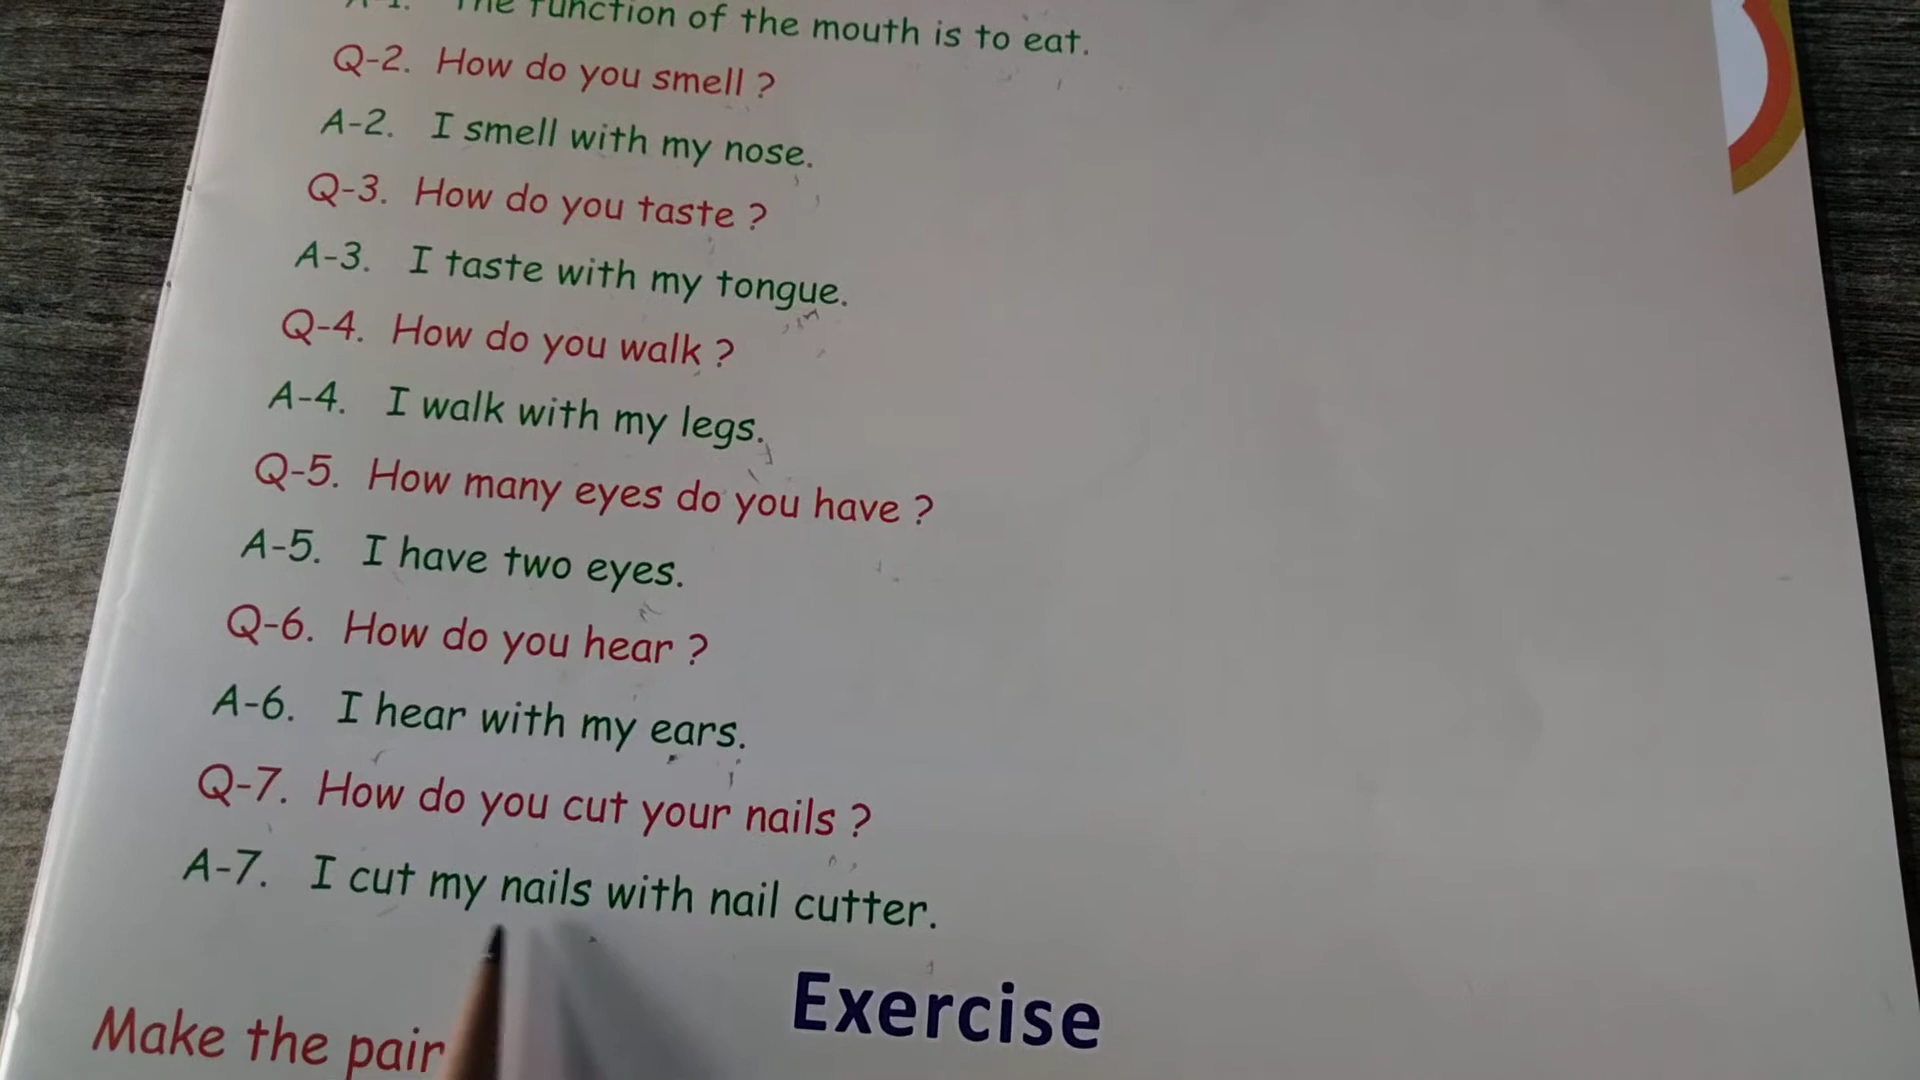 A-1. The function of the mouth is to eat.
Q-2. How do you smell ?
A-2. I smell with my nose.
Q-3. How do you taste ?
A-3. I taste with my tongue.
Q-4. How do you walk ?
A-4. I walk with my legs.
Q-5. How many eyes do you have ?
A-5. I have two eyes.
Q-6. How do you hear ?
A-6. I hear with my ears.
Q-7. How do you cut your nails ?
A-7. I cut my nails with nail cutter.
Exercise
Make the pair